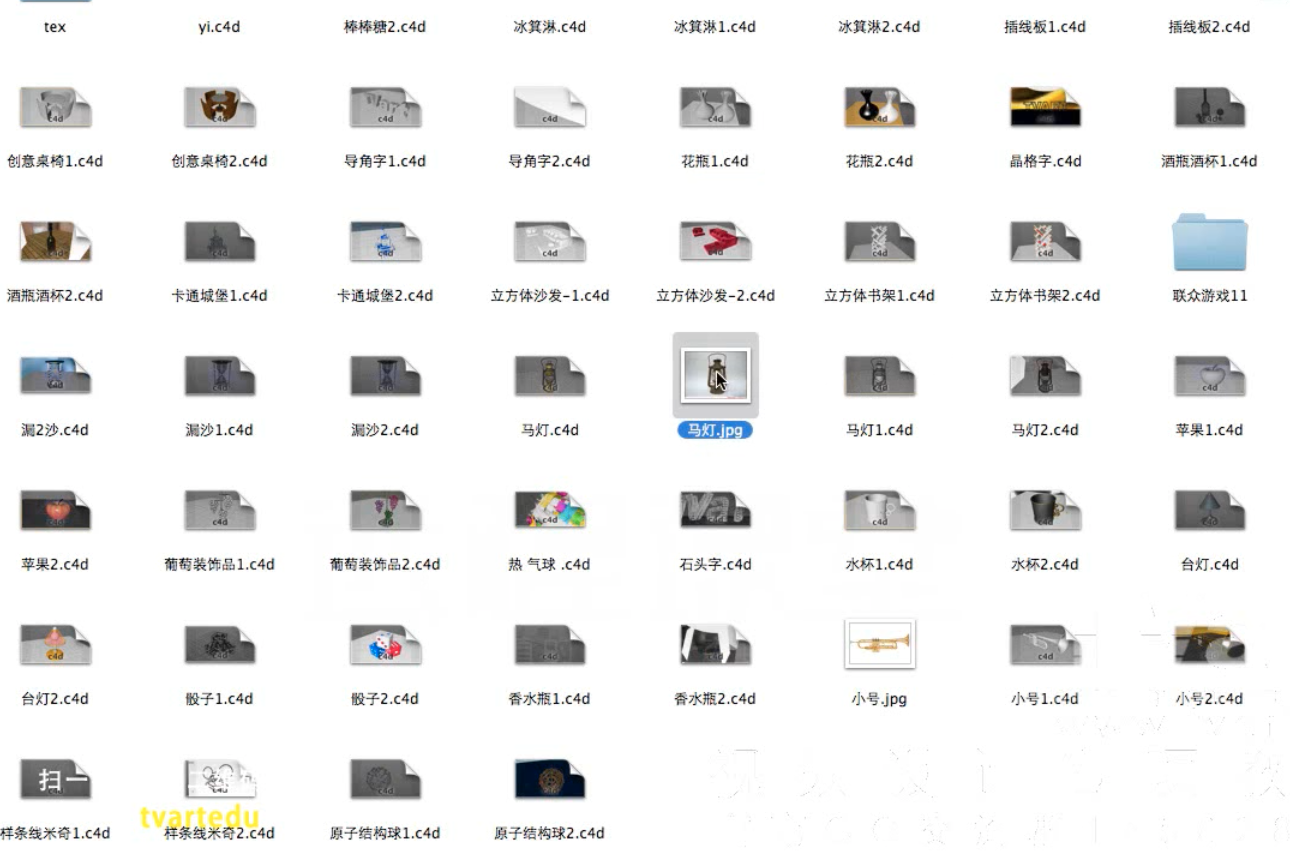 tex yi.c4d 棒棒糖2.c4d 冰箕淋.c4d 冰箕淋1.c4d 冰箕淋2.c4d 插线板1.c4d 插线板2.c4d
创意桌椅1.c4d 创意桌椅2.c4d 导角字1.c4d 导角字2.c4d 花瓶1.c4d 花瓶2.c4d 晶格字.c4d 酒瓶酒杯1.c4d
酒瓶酒杯2.c4d 卡通城堡1.c4d 卡通城堡2.c4d 立方体沙发-1.c4d 立方体沙发-2.c4d 立方体书架1.c4d 立方体书架2.c4d 联众游戏11
漏2沙.c4d 漏沙1.c4d 漏沙2.c4d 马灯.c4d 马灯.jpg 马灯1.c4d 马灯2.c4d 苹果1.c4d
苹果2.c4d 葡萄装饰品1.c4d 葡萄装饰品2.c4d 热 气球 .c4d 石头字.c4d 水杯1.c4d 水杯2.c4d 台灯.c4d
台灯2.c4d 骰子1.c4d 骰子2.c4d 香水瓶1.c4d 香水瓶2.c4d 小号.jpg 小号1.c4d 小号2.c4d
扫一
tvartedu
样条线米奇1.c4d 样条线米奇2.c4d 原子结构球1.c4d 原子结构球2.c4d